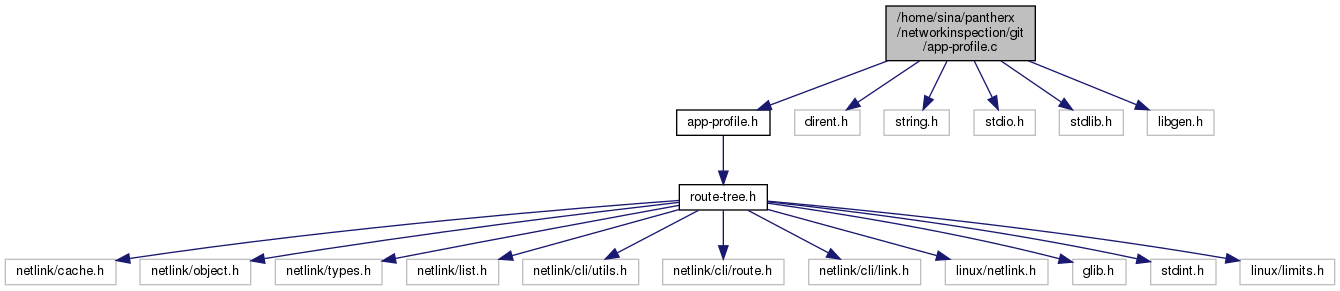 /home/sina/pantherx
/networkinspection/git
/app-profile.c
app-profile.h
dirent.h
string.h
stdio.h
stdlib.h
libgen.h
route-tree.h
netlink/cache.h
netlink/object.h
netlink/types.h
netlink/list.h
netlink/cli/utils.h
netlink/cli/route.h
netlink/cli/link.h
linux/netlink.h
glib.h
stdint.h
linux/limits.h